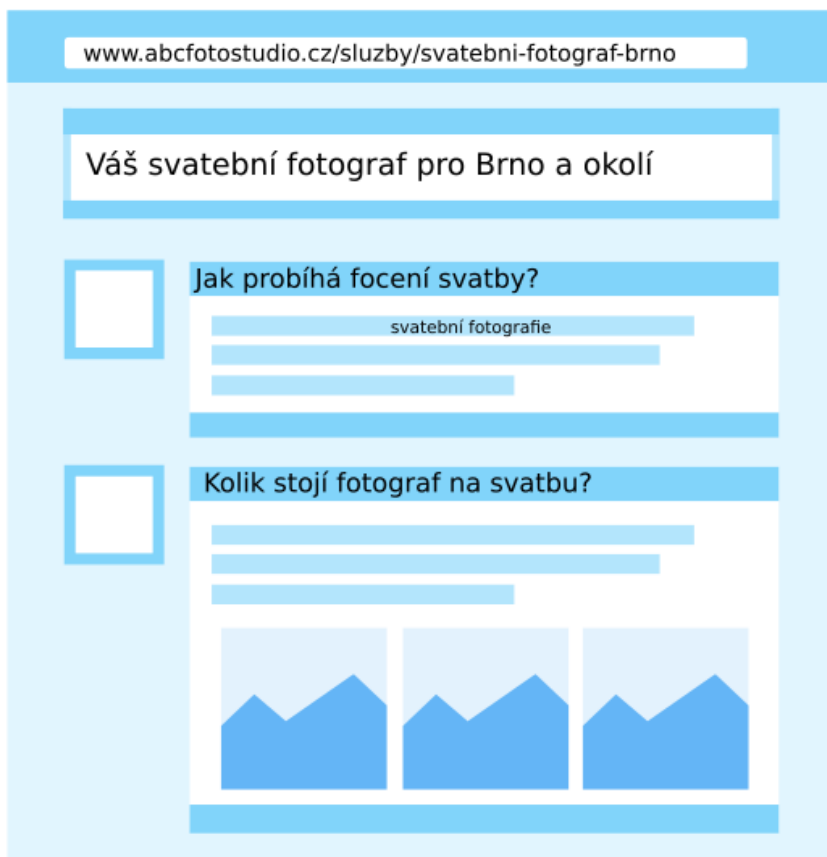 www.abcfotostudio.cz/sluzby/svatebni-fotograf-brno
Váš svatební fotograf pro Brno a okolí
Jak probíhá focení svatby?
svatební fotografie
Kolik stojí fotograf na svatbu?